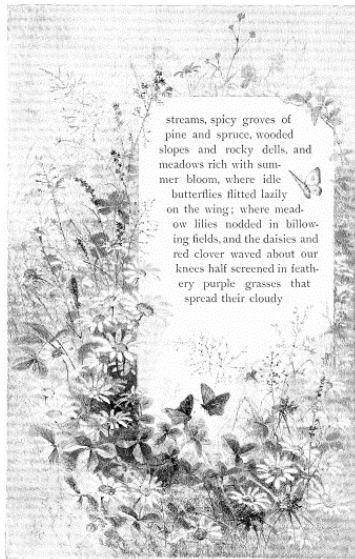 streams, spicy groves of
pine and spruce, wooded
slopes and rocky dells, and
meadows rich with sum-
mer bloom, where idle
butterflies flitted lazily
on the wing; where mead-
ow lilies nodded in billow-
ing fields, and the daisies and
red clover waved about our
knees half screened in feath-
ery purple grasses that
spread their cloudy